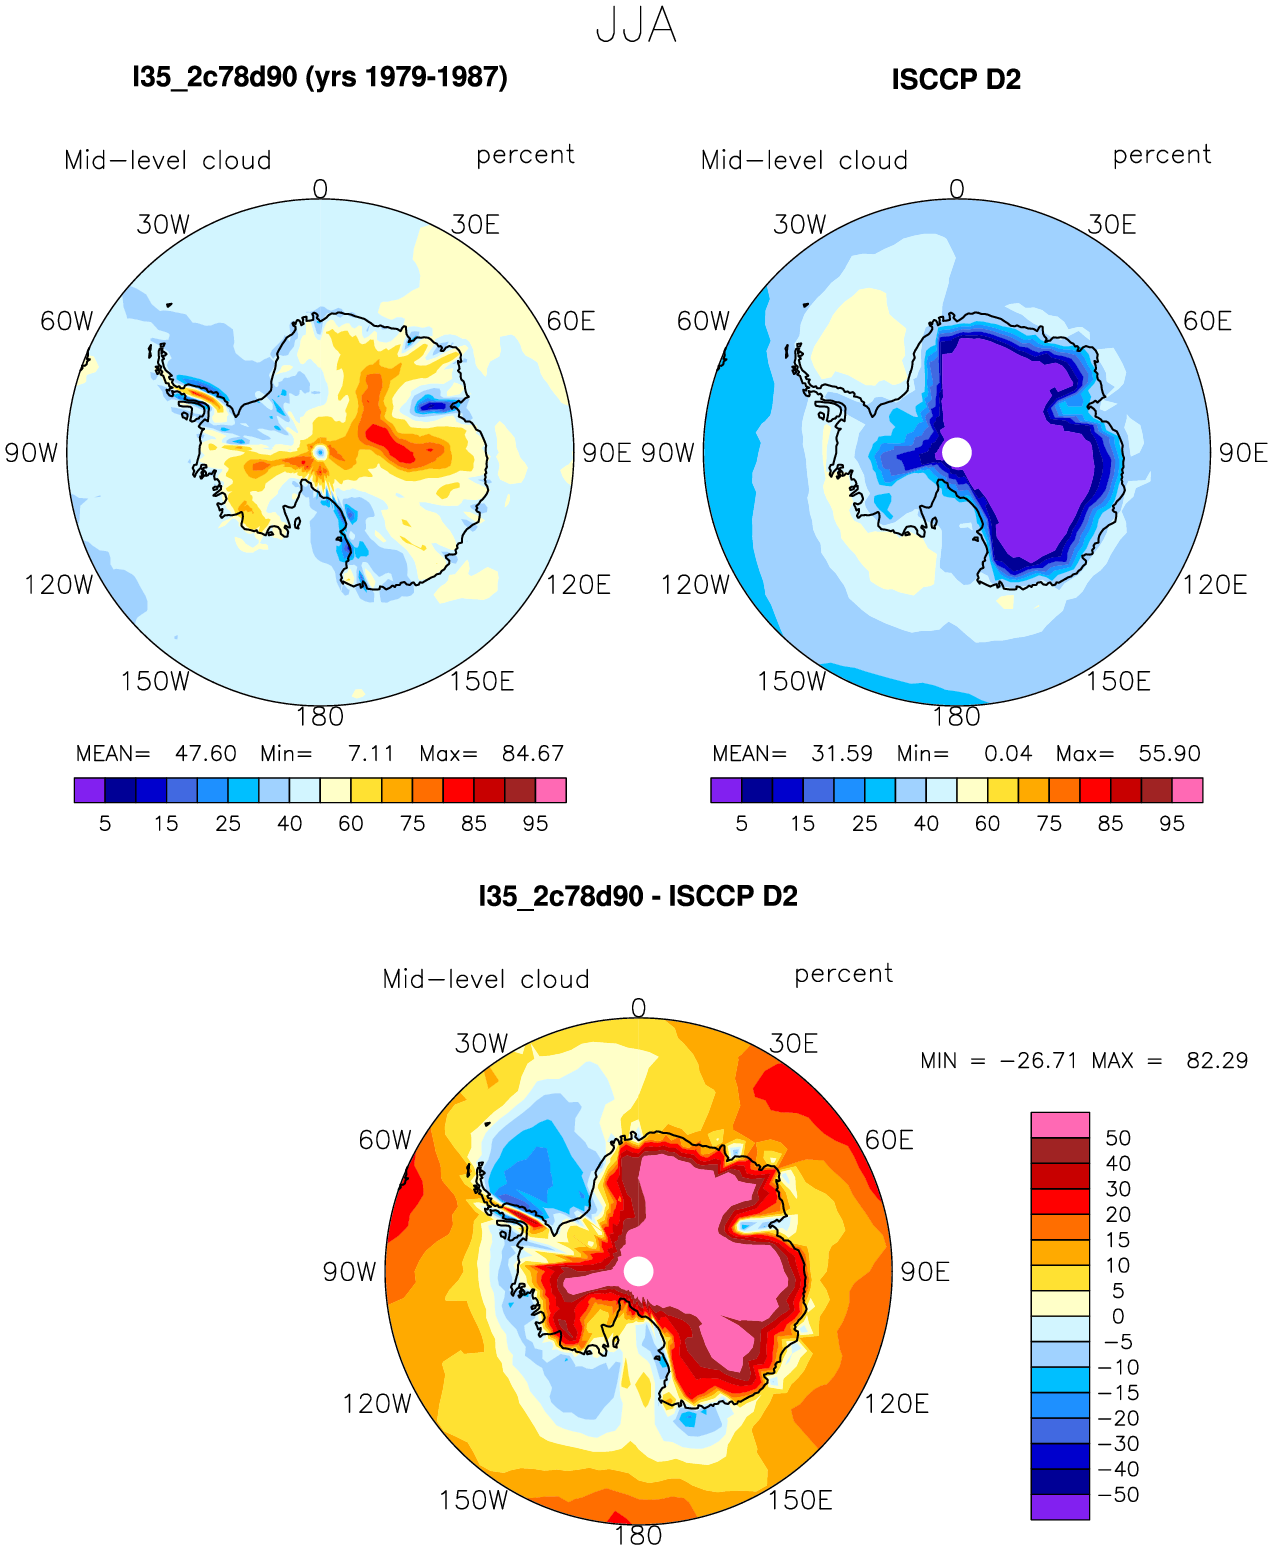 JJA
I35_2c78d90 (yrs 1979-1987)
ISCCP D2
Mid-level cloud percent
Mid-level cloud percent
0
0
30W 30E
30W 30E
60W 60E
60W 60E
90W 90E
90W 90E
120W 120E
120W 120E
150W 150E
150W 150E
180
180
MEAN= 47.60 Min= 7.11 Max= 84.67
MEAN= 31.59 Min= 0.04 Max= 55.90
5 15 25 40 60 75 85 95
5 15 25 40 60 75 85 95
I35_2c78d90 - ISCCP D2
Mid-level cloud percent
0
30W 30E
MIN = -26.71 MAX = 82.29
60W 60E
90W 90E
120W 120E
150W 150E
180
50
40
30
20
15
10
5
0
-5
-10
-15
-20
-30
-40
-50